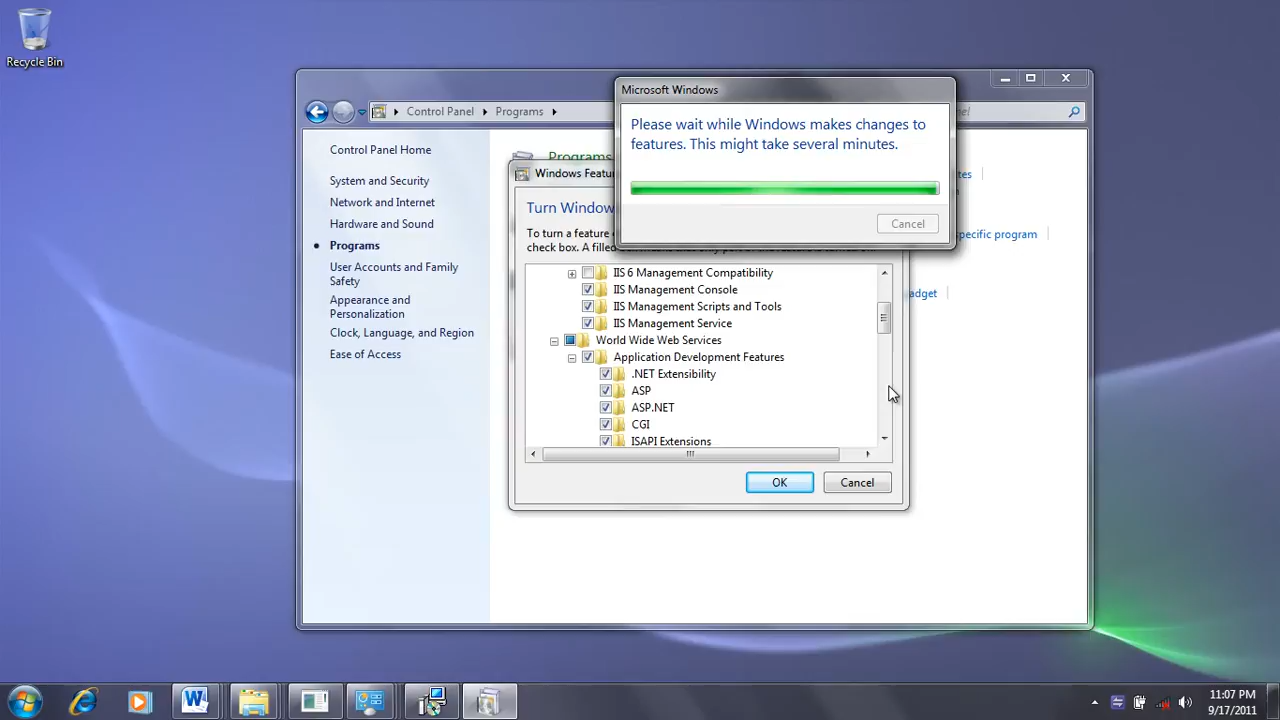 Recycle Bin
Microsoft Windows
Please wait while Windows makes changes to
features. This might take several minutes.
Cancel
Control Panel
Programs
Control Panel Home
System and Security
Network and Internet
Hardware and Sound
Programs
User Accounts and Family
Safety
Appearance and
Personalization
Clock, Language, and Region
Ease of Access
Programs
specific program
Windows
Turn Window
To turn a feature
check box. A filled
IIS 6 Management Compatibility
IIS Management Console
IIS Management Scripts and Tools
IIS Management Service
World Wide Web Services
Application Development Features
.NET Extensibility
ASP
ASP.NET
CGI
ISAPI Extensions
OK
Cancel
11:07 PM
9/17/2011